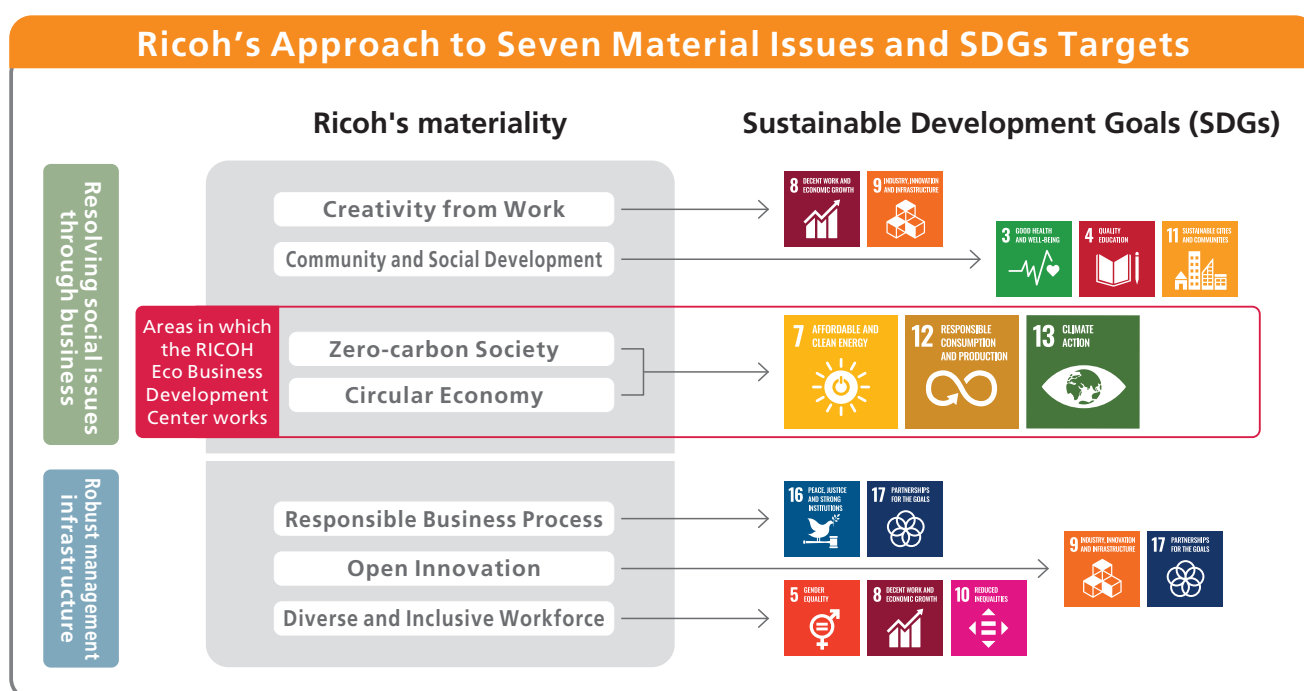 Ricoh’s Approach to Seven Material Issues and SDGs Targets
Ricoh's materiality
Sustainable Development Goals (SDGs)
Resolving social issues
through business
Creativity from Work
8 DECENT WORK AND
ECONOMIC GROWTH
9 INDUSTRY, INNOVATION
AND INFRASTRUCTURE
Community and Social Development
3 GOOD HEALTH
AND WELL-BEING
4 QUALITY
EDUCATION
11 SUSTAINABLE CITIES
AND COMMUNITIES
Areas in which
the RICOH
Eco Business
Development
Center works
Zero-carbon Society
Circular Economy
7 AFFORDABLE AND
CLEAN ENERGY
12 RESPONSIBLE
CONSUMPTION
AND PRODUCTION
13 CLIMATE
ACTION
Robust management
infrastructure
Responsible Business Process
16 PEACE, JUSTICE
AND STRONG
INSTITUTIONS
17 PARTNERSHIPS
FOR THE GOALS
Open Innovation
9 INDUSTRY, INNOVATION
AND INFRASTRUCTURE
17 PARTNERSHIPS
FOR THE GOALS
Diverse and Inclusive Workforce
5 GENDER
EQUALITY
8 DECENT WORK AND
ECONOMIC GROWTH
10 REDUCED
INEQUALITIES